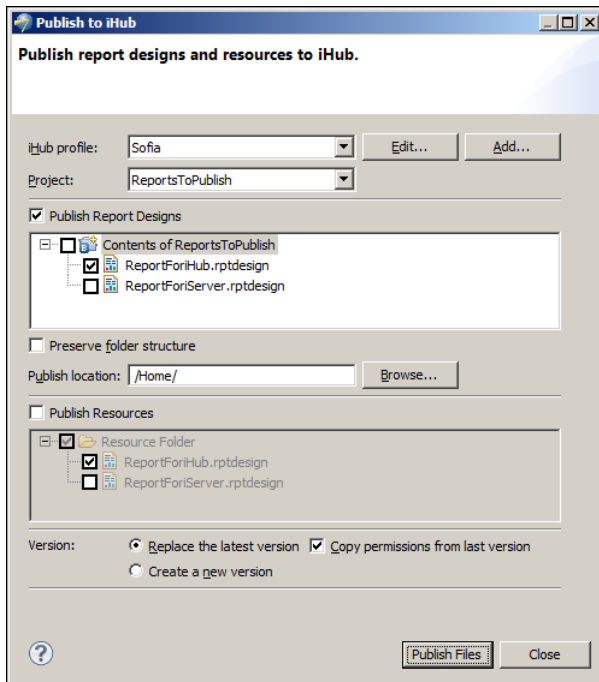 Publish to iHub
Publish report designs and resources to iHub.
iHub profile: Sofia Edit... Add...
Project: ReportsToPublish
Publish Report Designs
Contents of ReportsToPublish
ReportForiHub.rptdesign
ReportForiServer.rptdesign
Preserve folder structure
Publish location: /Home/ Browse...
Publish Resources
Resource Folder
ReportForiHub.rptdesign
ReportForiServer.rptdesign
Version: Replace the latest version Copy permissions from last version
Create a new version
? Publish Files Close